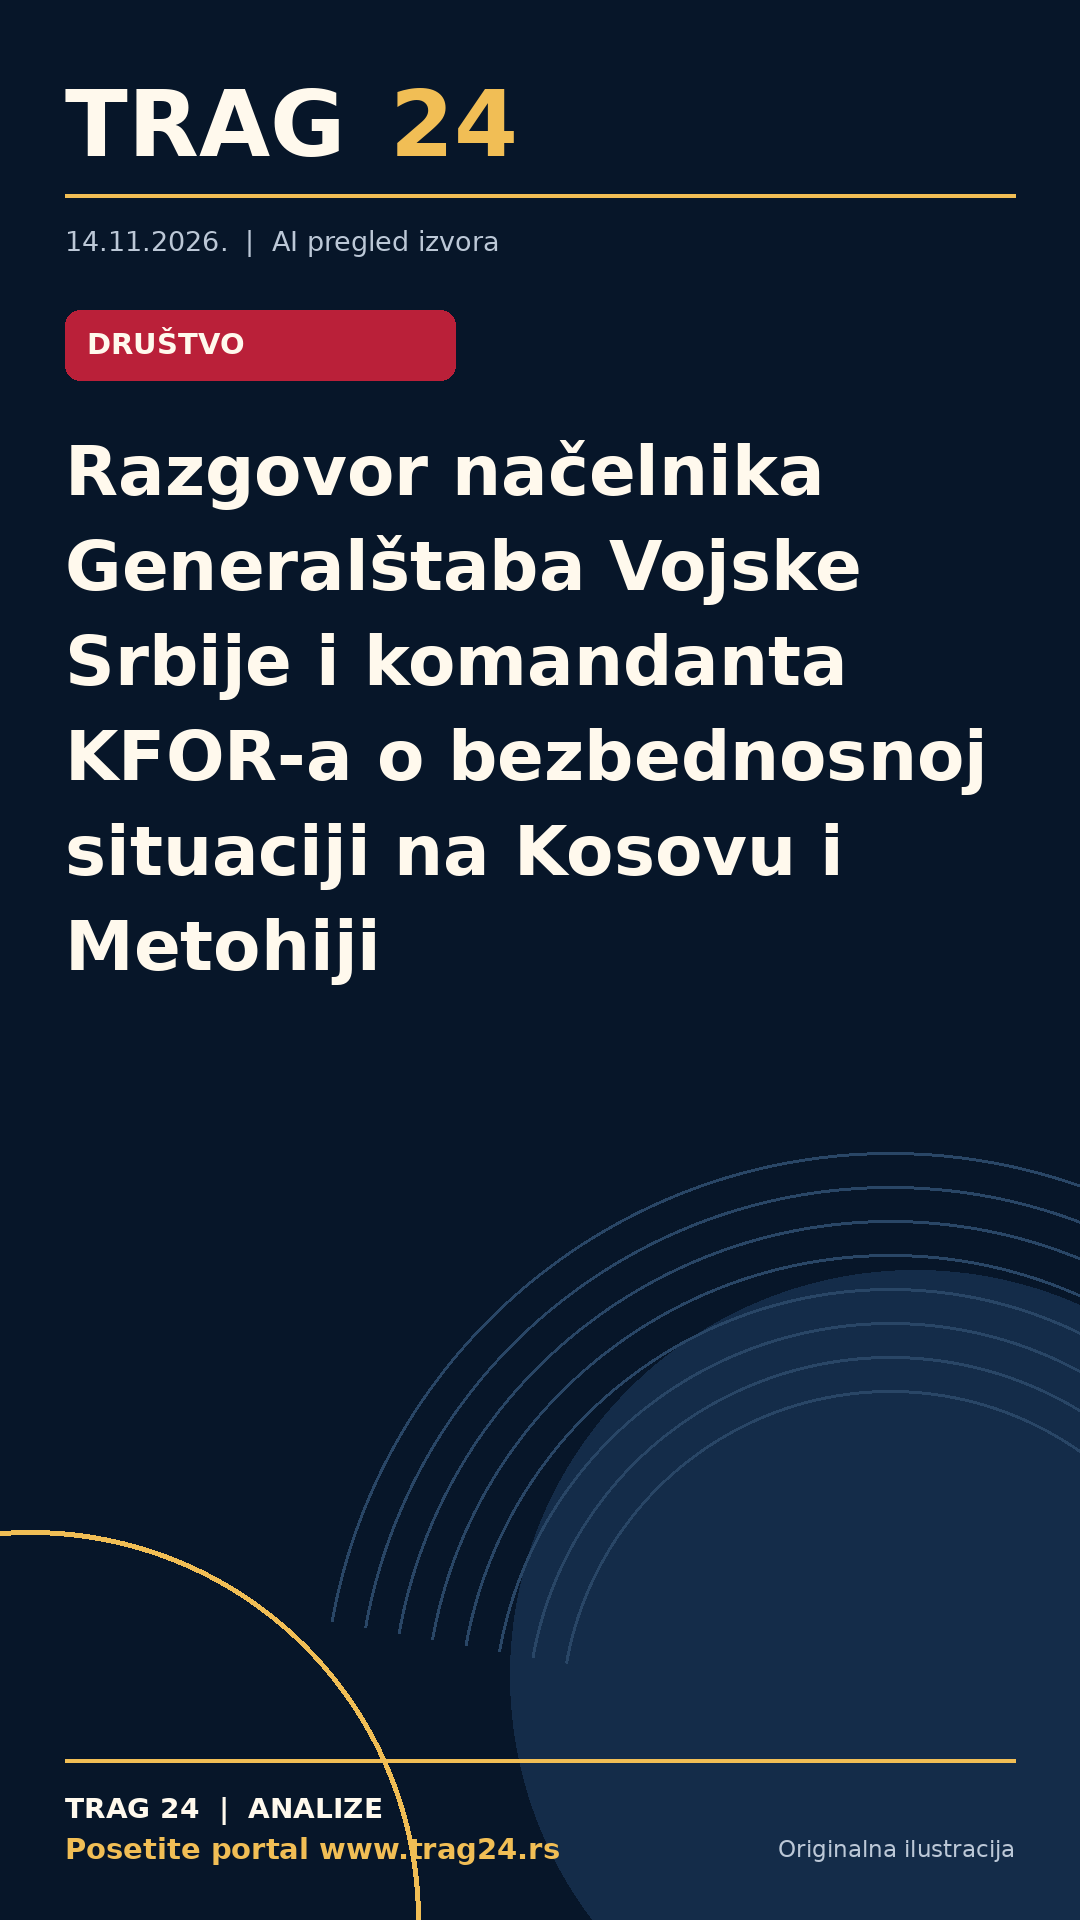 TRAG 24
14.11.2026. | AI pregled izvora
DRUŠTVO
Razgovor načelnika
Generalštaba Vojske
Srbije i komandanta
KFOR-a o bezbednosnoj
situaciji na Kosovu i
Metohiji
TRAG 24 | ANALIZE
Posetite portal www.trag24.rs
Originalna ilustracija